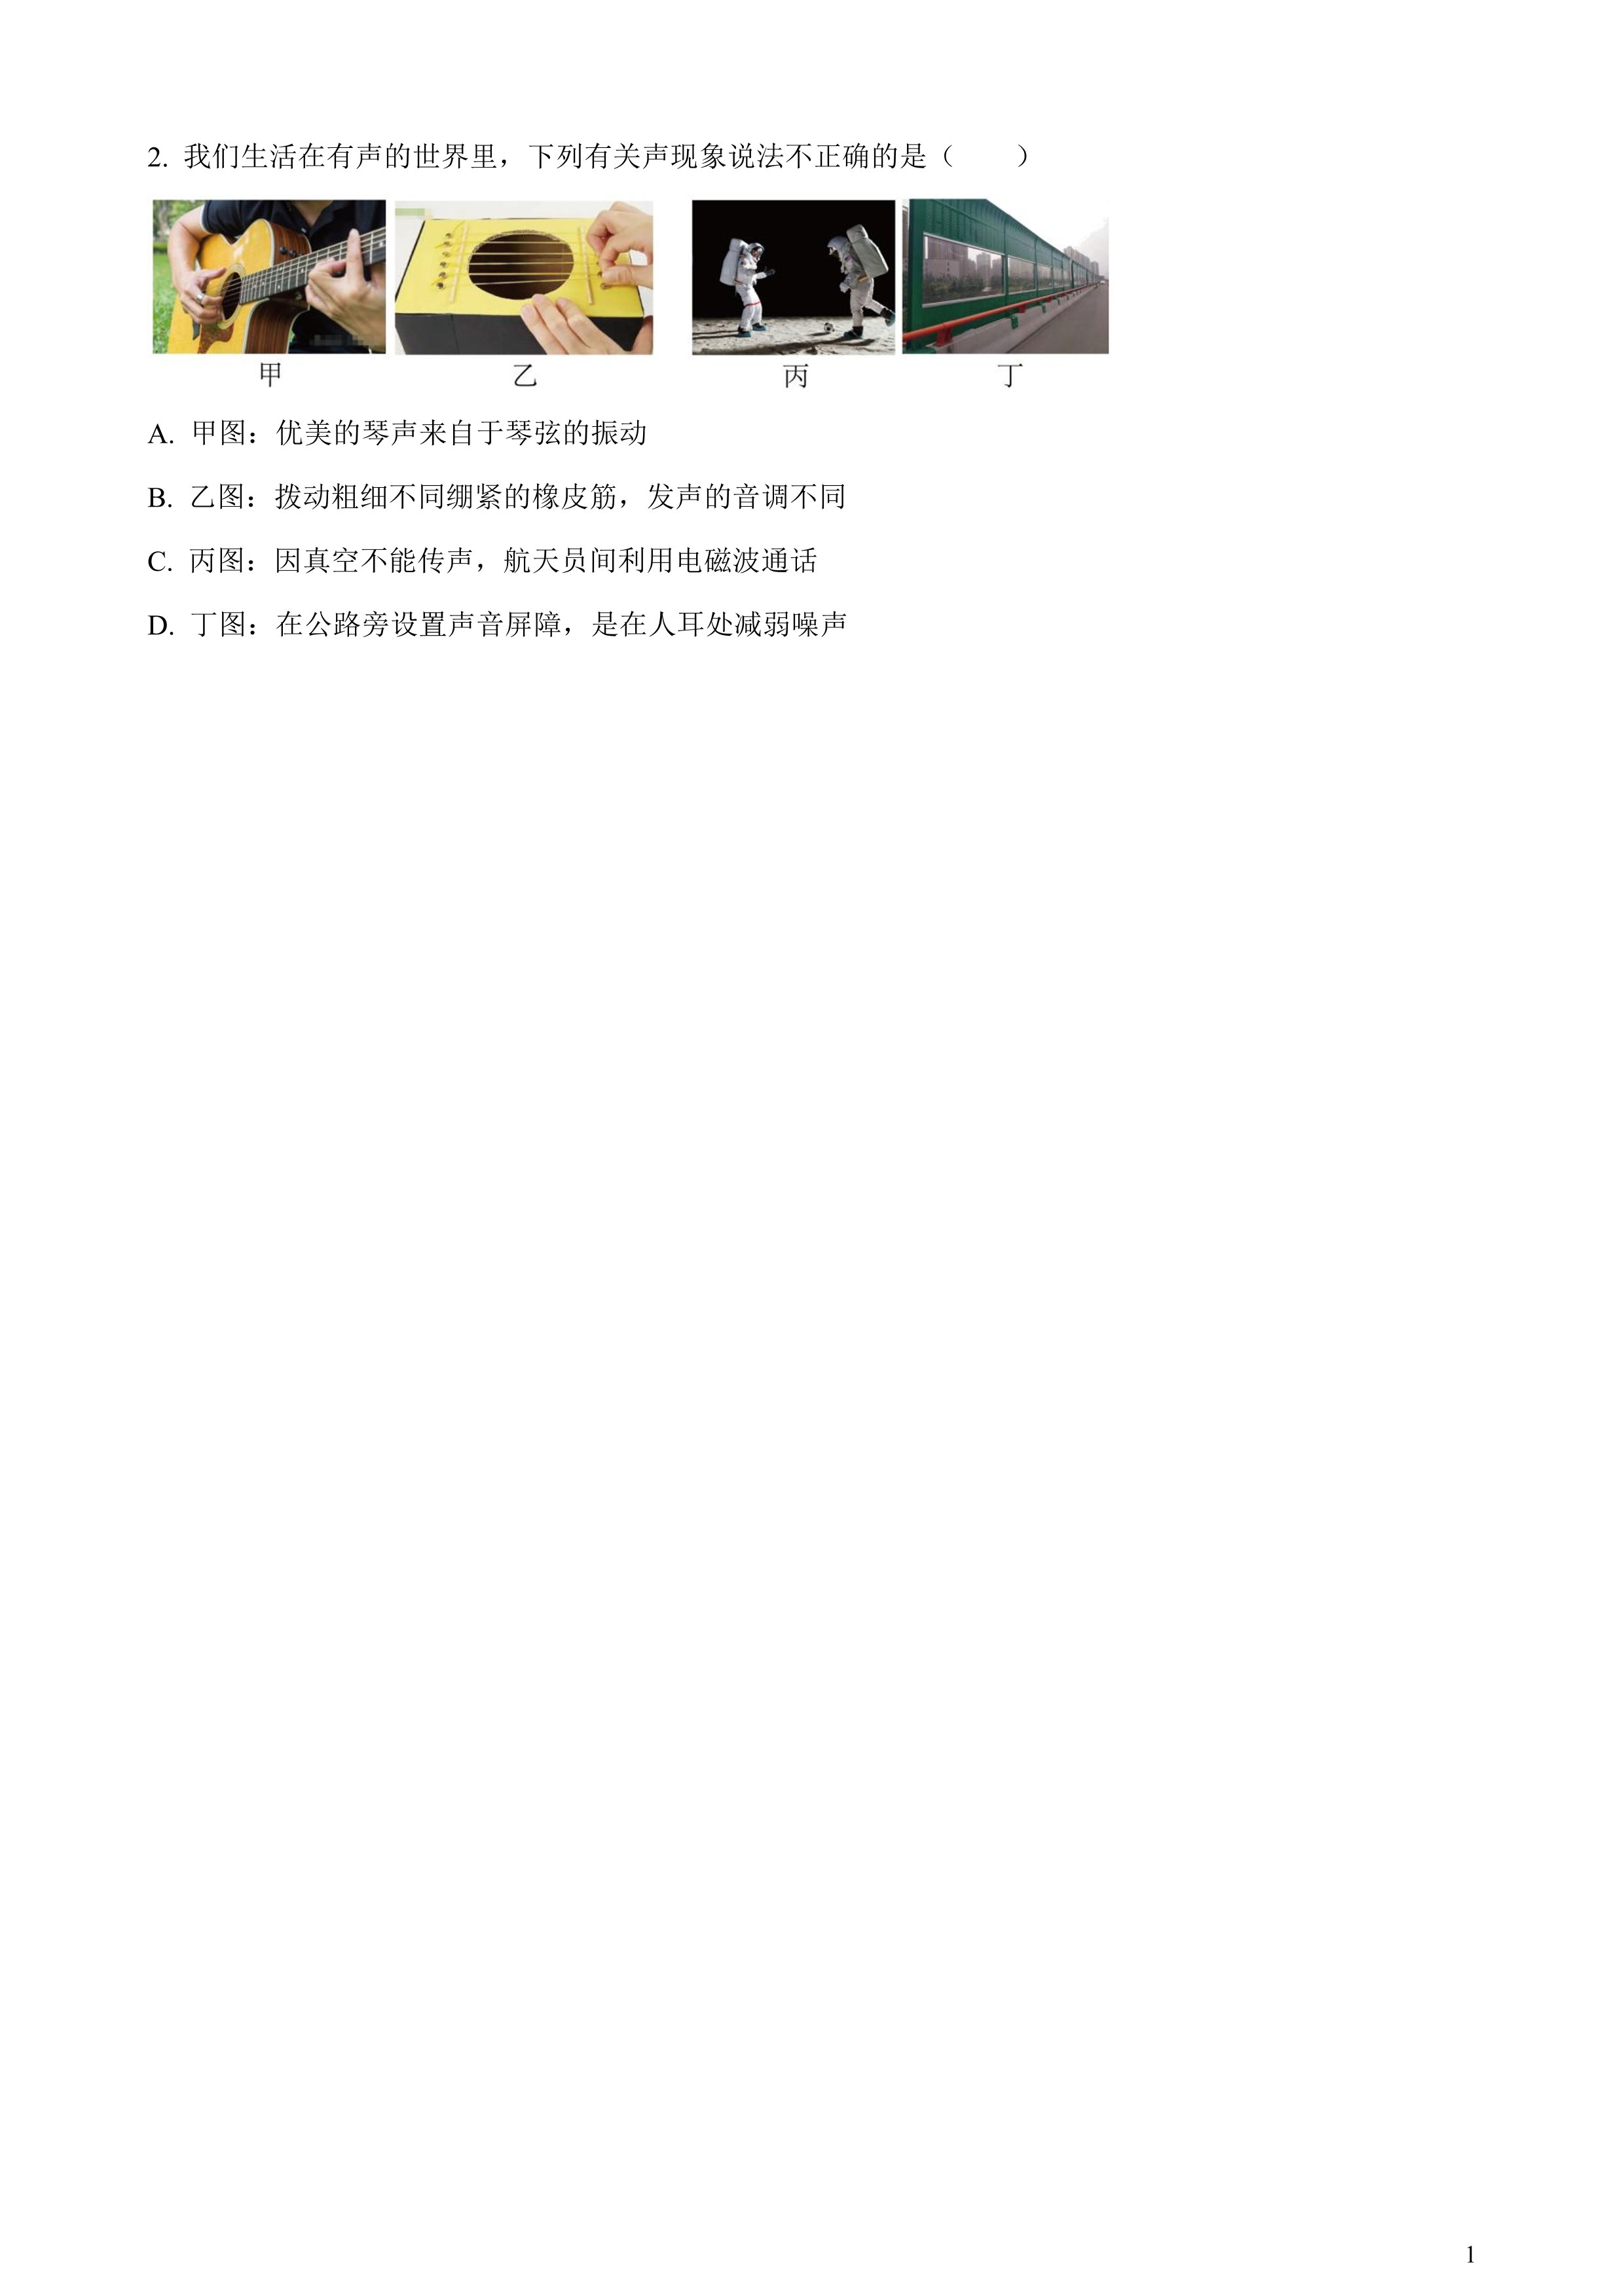 2. 我们生活在有声的世界里，下列有关声现象说法不正确的是（　　）
甲 乙 丙 丁
A. 甲图：优美的琴声来自于琴弦的振动
B. 乙图：拨动粗细不同绷紧的橡皮筋，发声的音调不同
C. 丙图：因真空不能传声，航天员间利用电磁波通话
D. 丁图：在公路旁设置声音屏障，是在人耳处减弱噪声
1